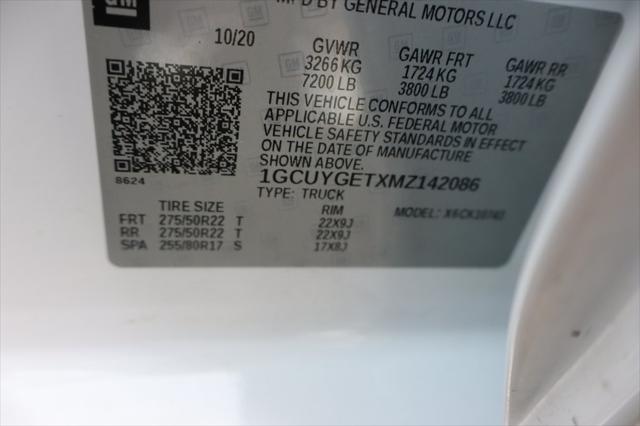 GM
MFD BY GENERAL MOTORS LLC
10/20 GVWR GAWR FRT GAWR RR
3266 KG 1724 KG 1724 KG
7200 LB 3800 LB 3800 LB
THIS VEHICLE CONFORMS TO ALL
APPLICABLE U.S. FEDERAL MOTOR
VEHICLE SAFETY STANDARDS IN EFFECT
ON THE DATE OF MANUFACTURE
SHOWN ABOVE.
8624 1GCUYGETXMZ142086
TYPE: TRUCK
TIRE SIZE RIM MODEL:
FRT 275/50R22 T 22X9J
RR 275/50R22 T 22X9J
SPA 255/80R17 S 17X8J